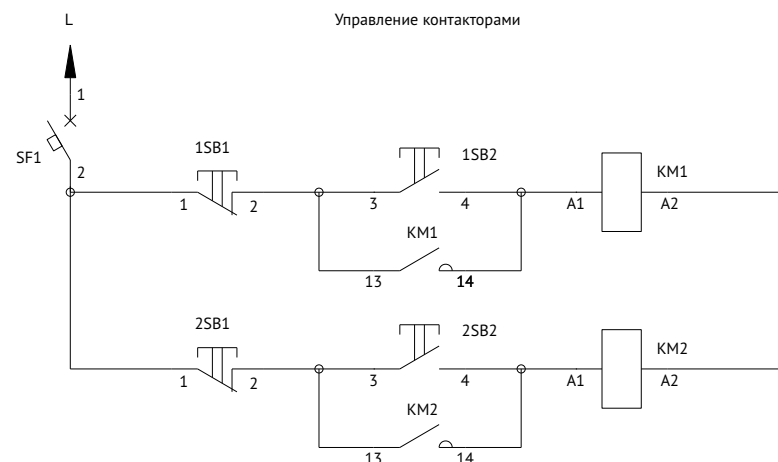 L
Управление контакторами
1
SF1
2
1SB1
1SB2
KM1
1
2
3
4
A1
A2
KM1
13
14
2SB1
2SB2
KM2
1
2
3
4
A1
A2
KM2
13
14